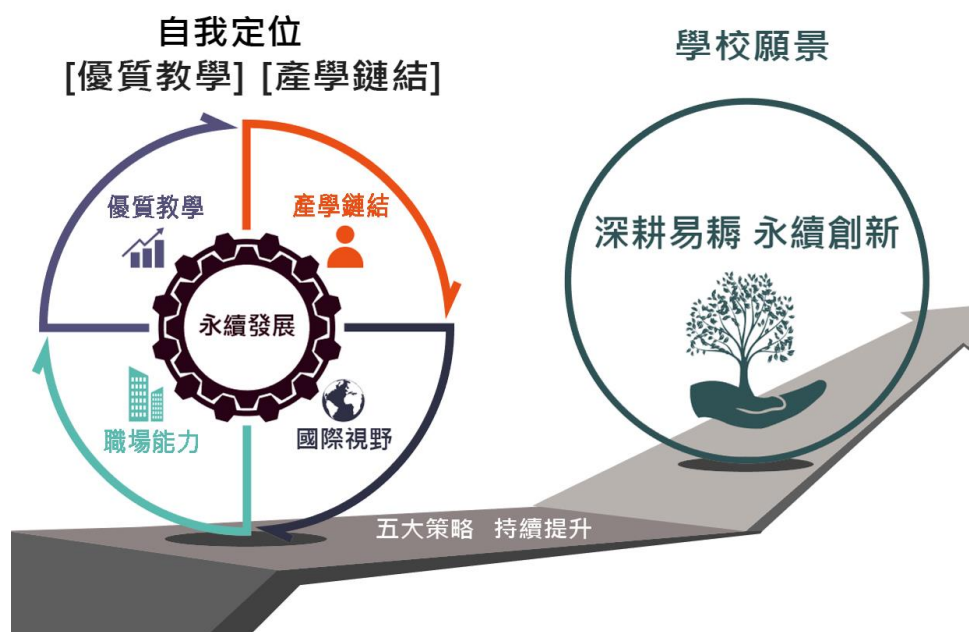 自我定位
[優質教學] [產學鏈結]
優質教學
產學鏈結
永續發展
職場能力
國際視野
五大策略 持續提升
學校願景
深耕易耨 永續創新